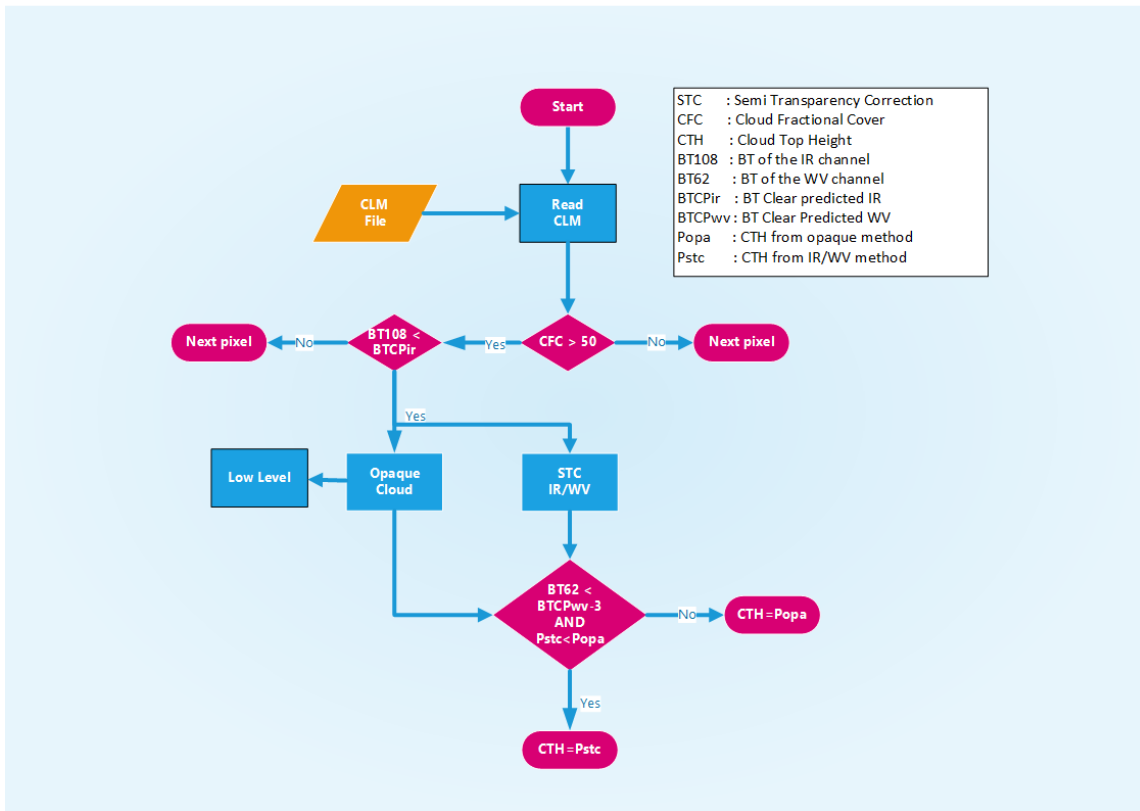 Start
STC : Semi Transparency Correction
CFC : Cloud Fractional Cover
CTH : Cloud Top Height
BT108 : BT of the IR channel
BT62 : BT of the WV channel
BTCPir : BT Clear predicted IR
BTCPwv : BT Clear Predicted WV
Popa : CTH from opaque method
Pstc : CTH from IR/WV method
CLM
File
Read
CLM
Next pixel
No
BT108 <
BTCPir
Yes
CFC > 50
No
Next pixel
Yes
Low Level
Opaque
Cloud
STC
IR/WV
BT62 <
BTCPwv-3
AND
Pstc<Popa
No
CTH=Popa
Yes
CTH=Pstc